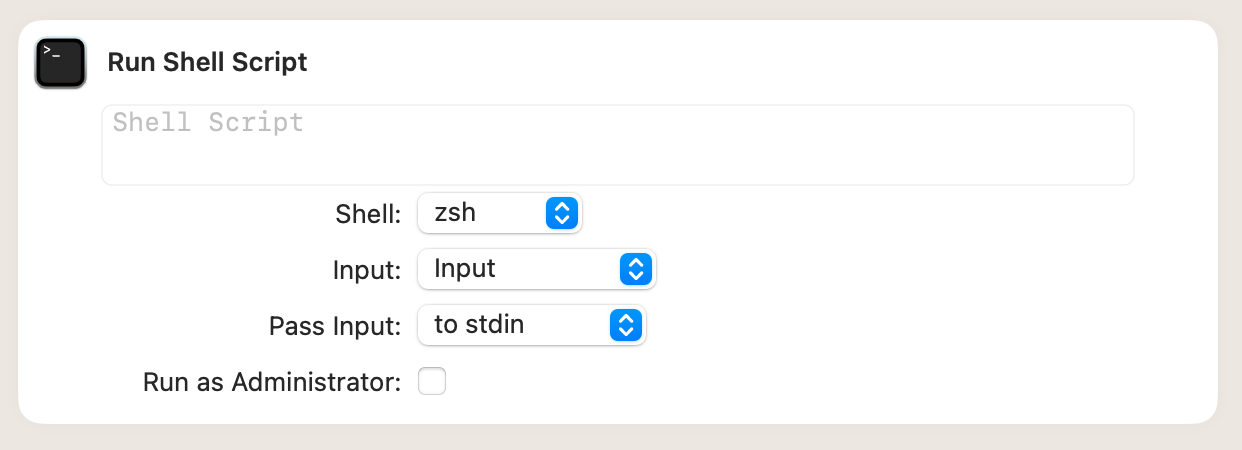 >_
Run Shell Script
Shell Script
Shell: zsh
Input: Input
Pass Input: to stdin
Run as Administrator: